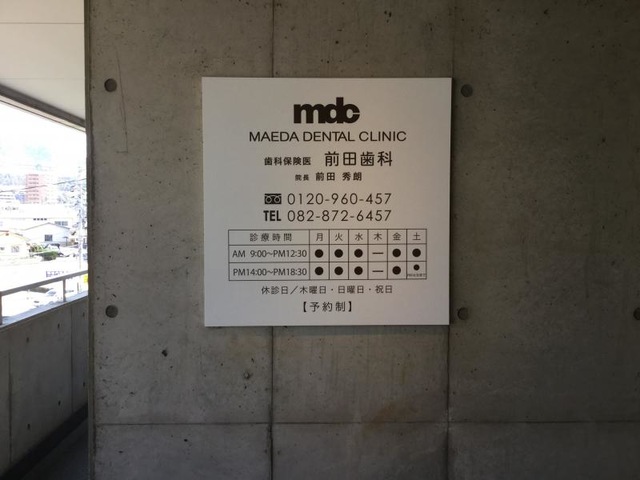 mdc
MAEDA DENTAL CLINIC
歯科保険医 前田歯科
院長 前田 秀朗
0120-960-457
TEL 082-872-6457
診療時間 月 火 水 木 金 土
AM 9:00〜PM12:30 ● ● ● — ● ●
PM14:00〜PM18:30 ● ● ● — ● ●
休診日／木曜日・日曜日・祝日
【予約制】